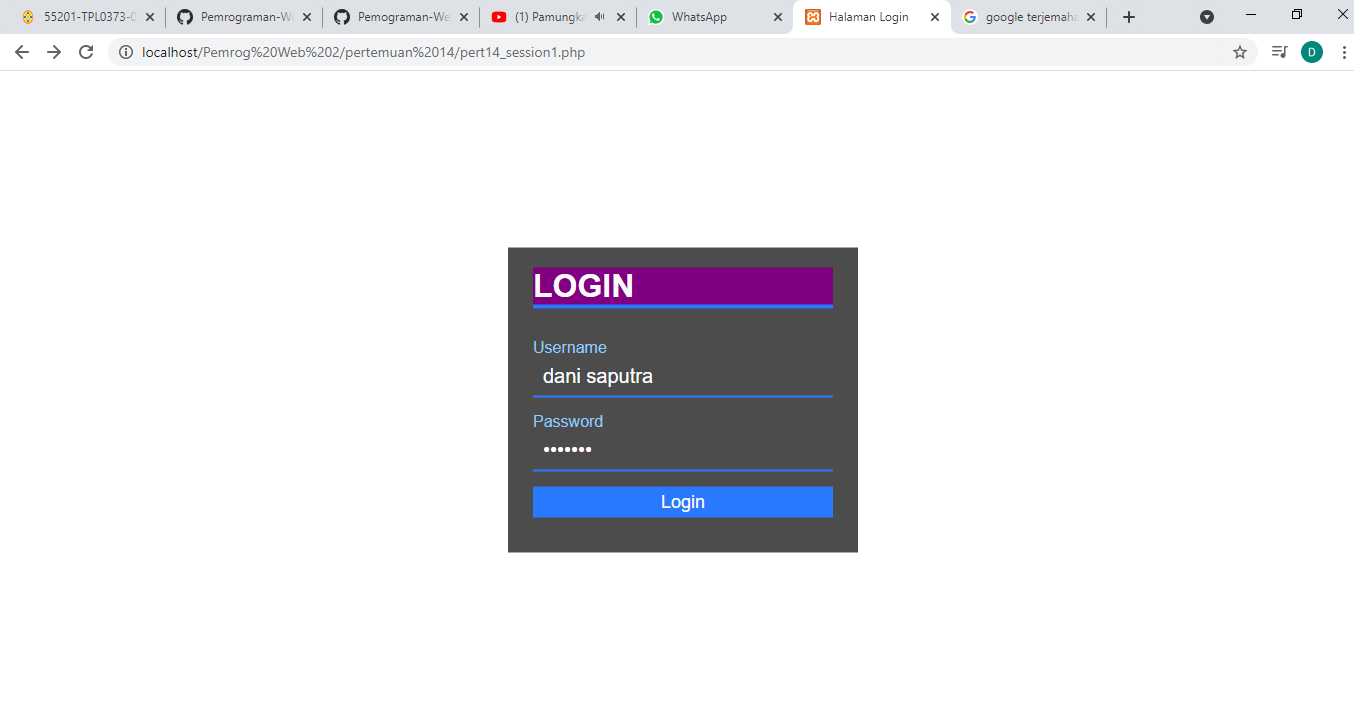 55201-TPL0373-0
Pemrograman-We
Pemograman-We
(1) Pamungka
WhatsApp
Halaman Login
google terjemaha
localhost/Pemrog%20Web%202/pertemuan%2014/pert14_session1.php
D
LOGIN
Username
dani saputra
Password
•••••••
Login